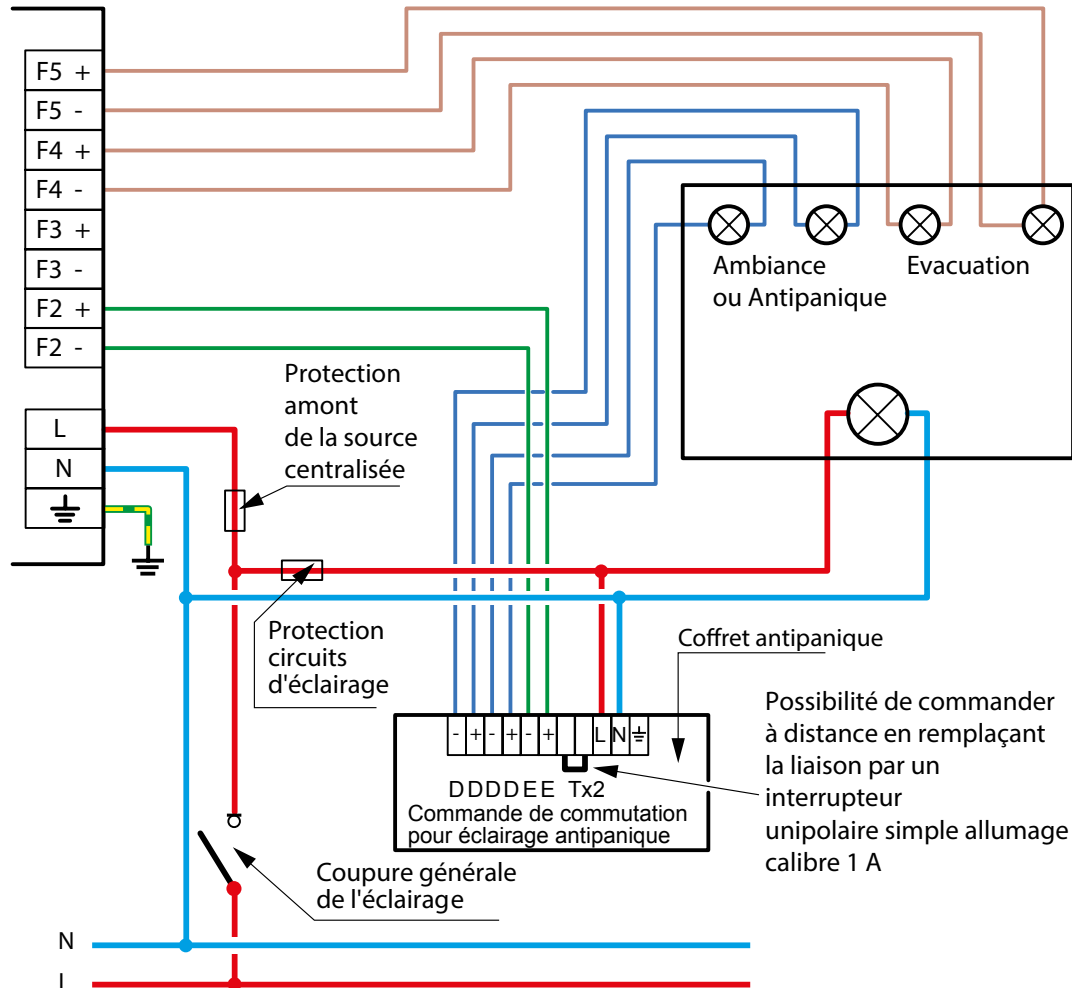 F5 +
F5 -
F4 +
F4 -
F3 +
F3 -
F2 +
F2 -
L
N
Ambiance
ou Antipanique
Evacuation
Protection
amont
de la source
centralisée
Protection
circuits
d'éclairage
Coffret antipanique
Possibilité de commander
à distance en remplaçant
la liaison par un
interrupteur
unipolaire simple allumage
calibre 1 A
- + - + - + L N
D D D D E E Tx2
Commande de commutation
pour éclairage antipanique
Coupure générale
de l'éclairage
N
L